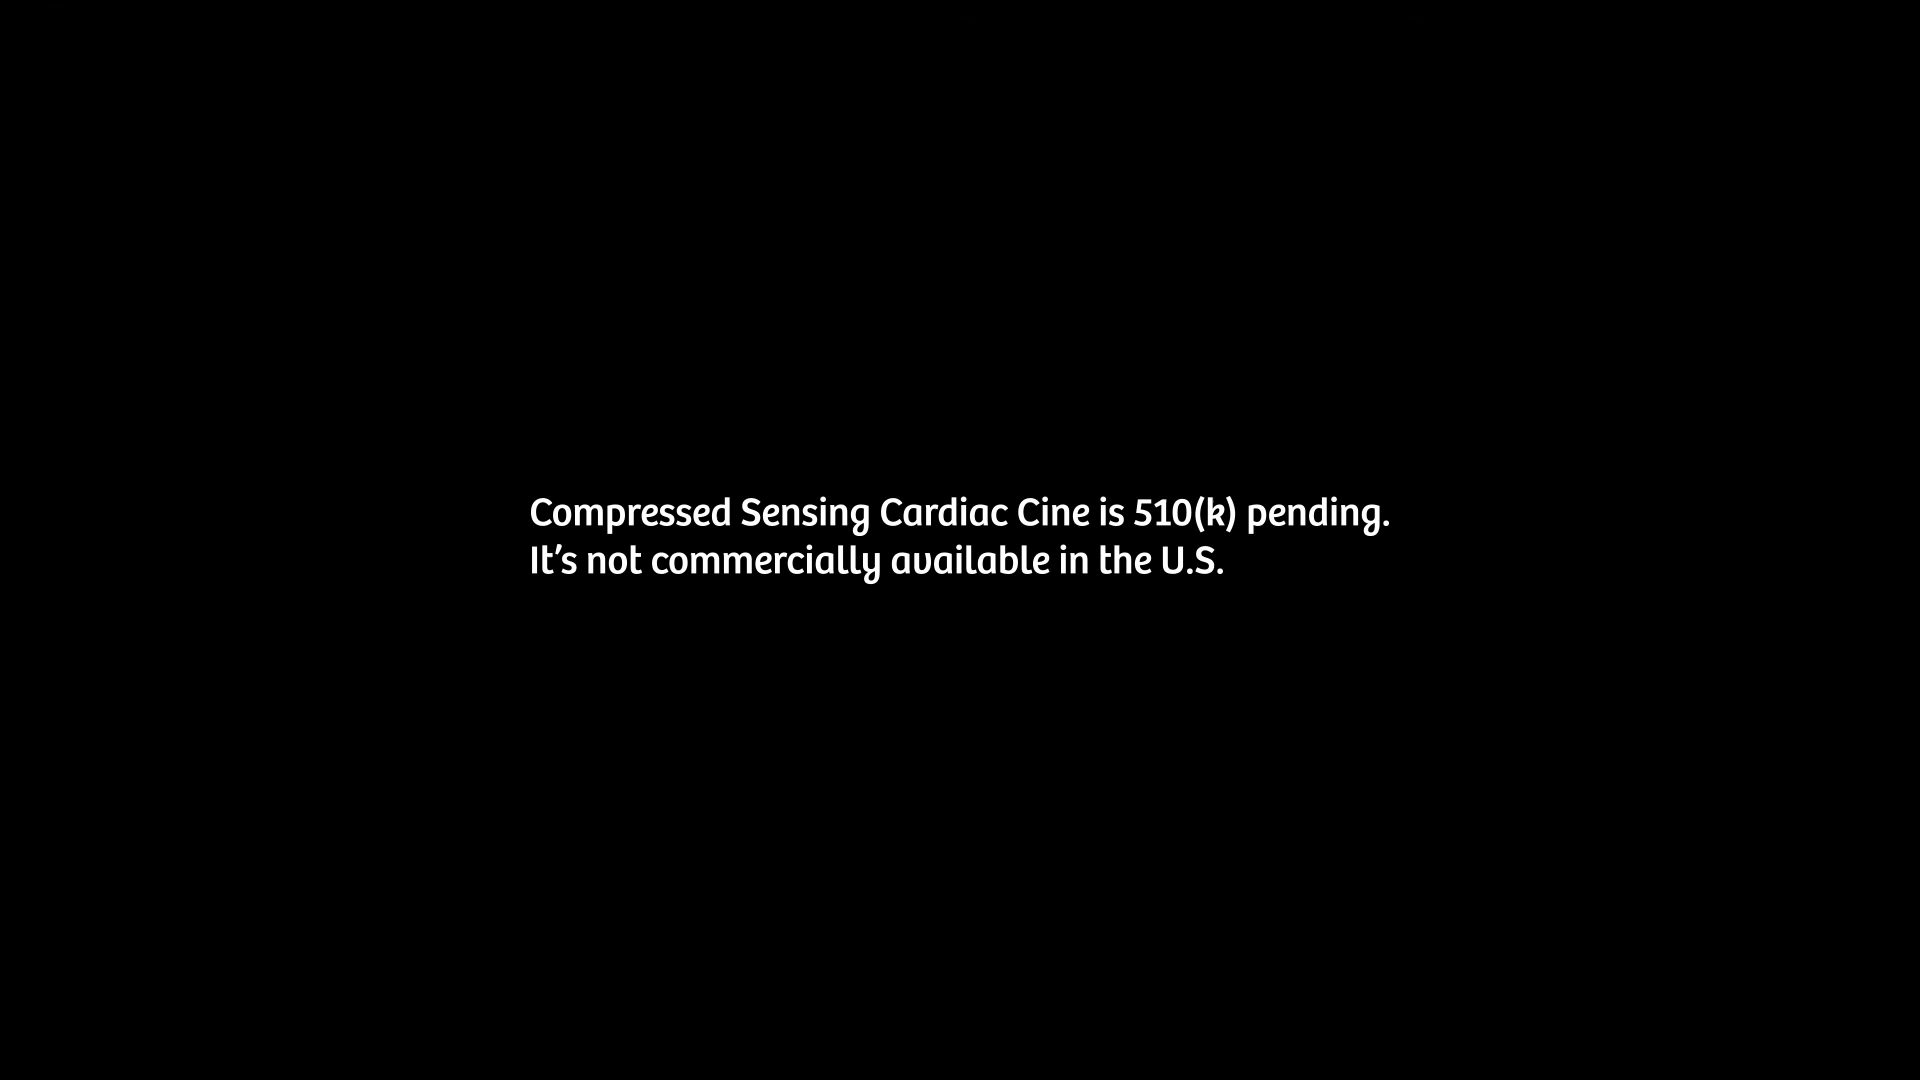 Compressed Sensing Cardiac Cine is 510(k) pending.
It’s not commercially available in the U.S.